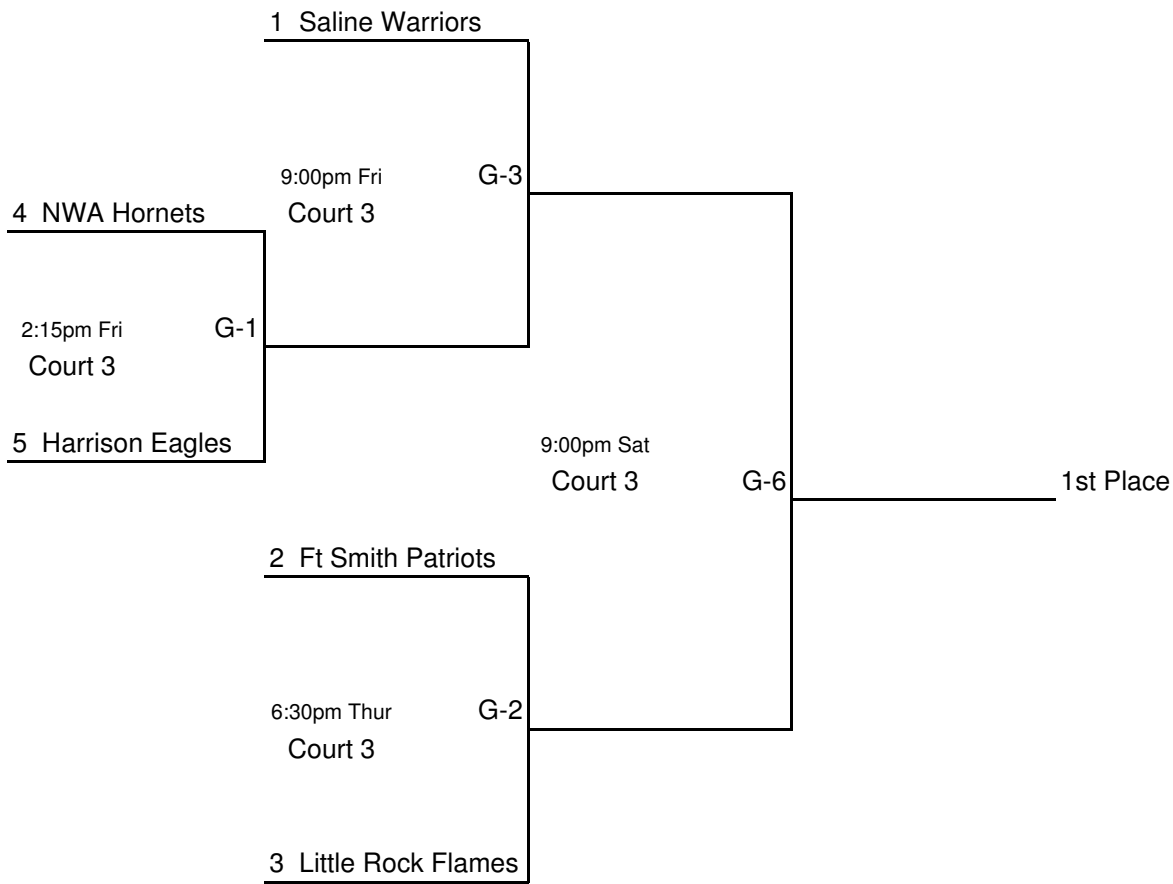 1 Saline Warriors
9:00pm Fri
G-3
Court 3
4 NWA Hornets
2:15pm Fri
G-1
Court 3
5 Harrison Eagles
9:00pm Sat
Court 3
G-6
1st Place
2 Ft Smith Patriots
6:30pm Thur
G-2
Court 3
3 Little Rock Flames